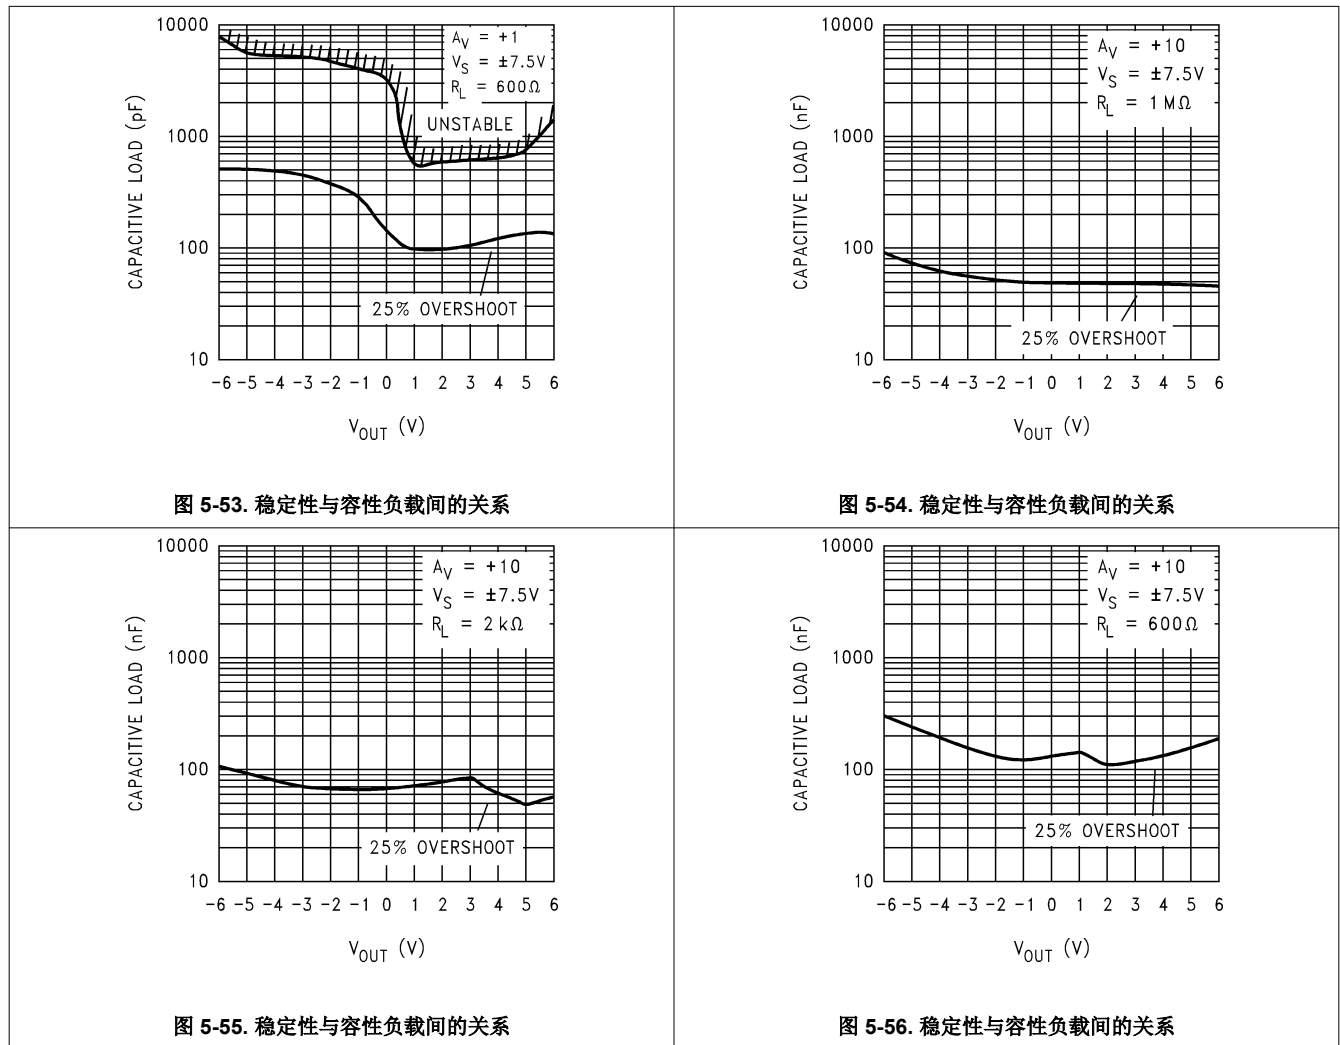 10000
1000
100
10
CAPACITIVE LOAD (pF)
A_V = +1
V_S = ±7.5V
R_L = 600Ω
UNSTABLE
25% OVERSHOOT
-6 -5 -4 -3 -2 -1 0 1 2 3 4 5 6
V_OUT (V)
图 5-53. 稳定性与容性负载间的关系
10000
1000
100
10
CAPACITIVE LOAD (nF)
A_V = +10
V_S = ±7.5V
R_L = 1MΩ
25% OVERSHOOT
-6 -5 -4 -3 -2 -1 0 1 2 3 4 5 6
V_OUT (V)
图 5-54. 稳定性与容性负载间的关系
10000
1000
100
10
CAPACITIVE LOAD (nF)
A_V = +10
V_S = ±7.5V
R_L = 2kΩ
25% OVERSHOOT
-6 -5 -4 -3 -2 -1 0 1 2 3 4 5 6
V_OUT (V)
图 5-55. 稳定性与容性负载间的关系
10000
1000
100
10
CAPACITIVE LOAD (nF)
A_V = +10
V_S = ±7.5V
R_L = 600Ω
25% OVERSHOOT
-6 -5 -4 -3 -2 -1 0 1 2 3 4 5 6
V_OUT (V)
图 5-56. 稳定性与容性负载间的关系